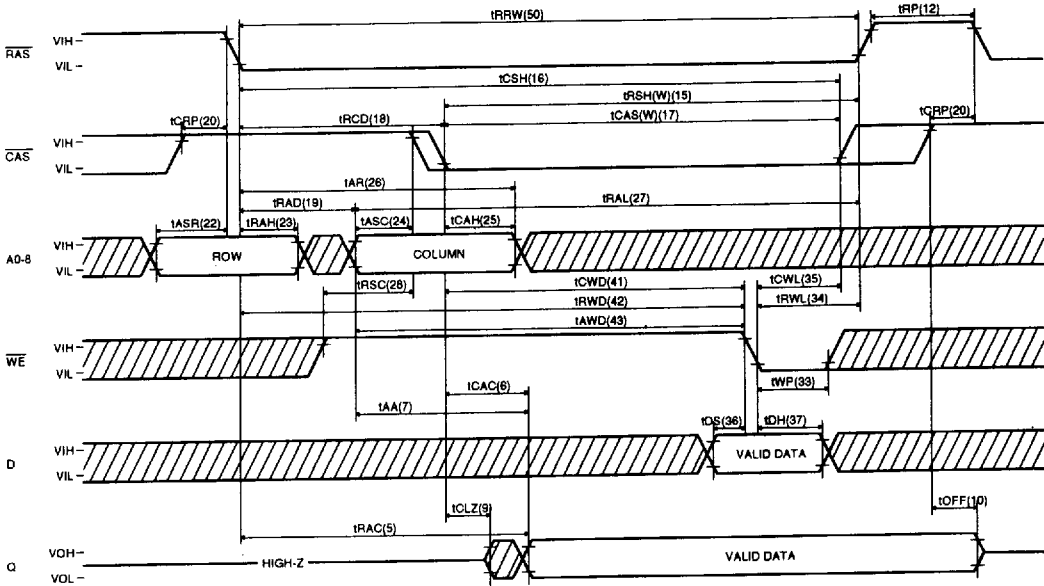 tRRW(50)
tRP(12)
RAS
VIH
VIL
tCSH(16)
tRSH(W)(15)
tCRP(20)
tRCD(18)
tCAS(W)(17)
tCRP(20)
CAS
VIH
VIL
tAR(26)
tRAD(19)
tRAL(27)
tASR(22)
tRAH(23)
tASC(24)
tCAH(25)
A0-8
VIH
VIL
ROW
COLUMN
tRSC(28)
tCWD(41)
tCWL(35)
tRWD(42)
tRWL(34)
tAWD(43)
WE
VIH
VIL
tCAC(6)
tWP(33)
tAA(7)
tDS(36)
tDH(37)
D
VIH
VIL
VALID DATA
tCLZ(9)
tOFF(10)
tRAC(5)
Q
VOH
VOL
HIGH-Z
VALID DATA